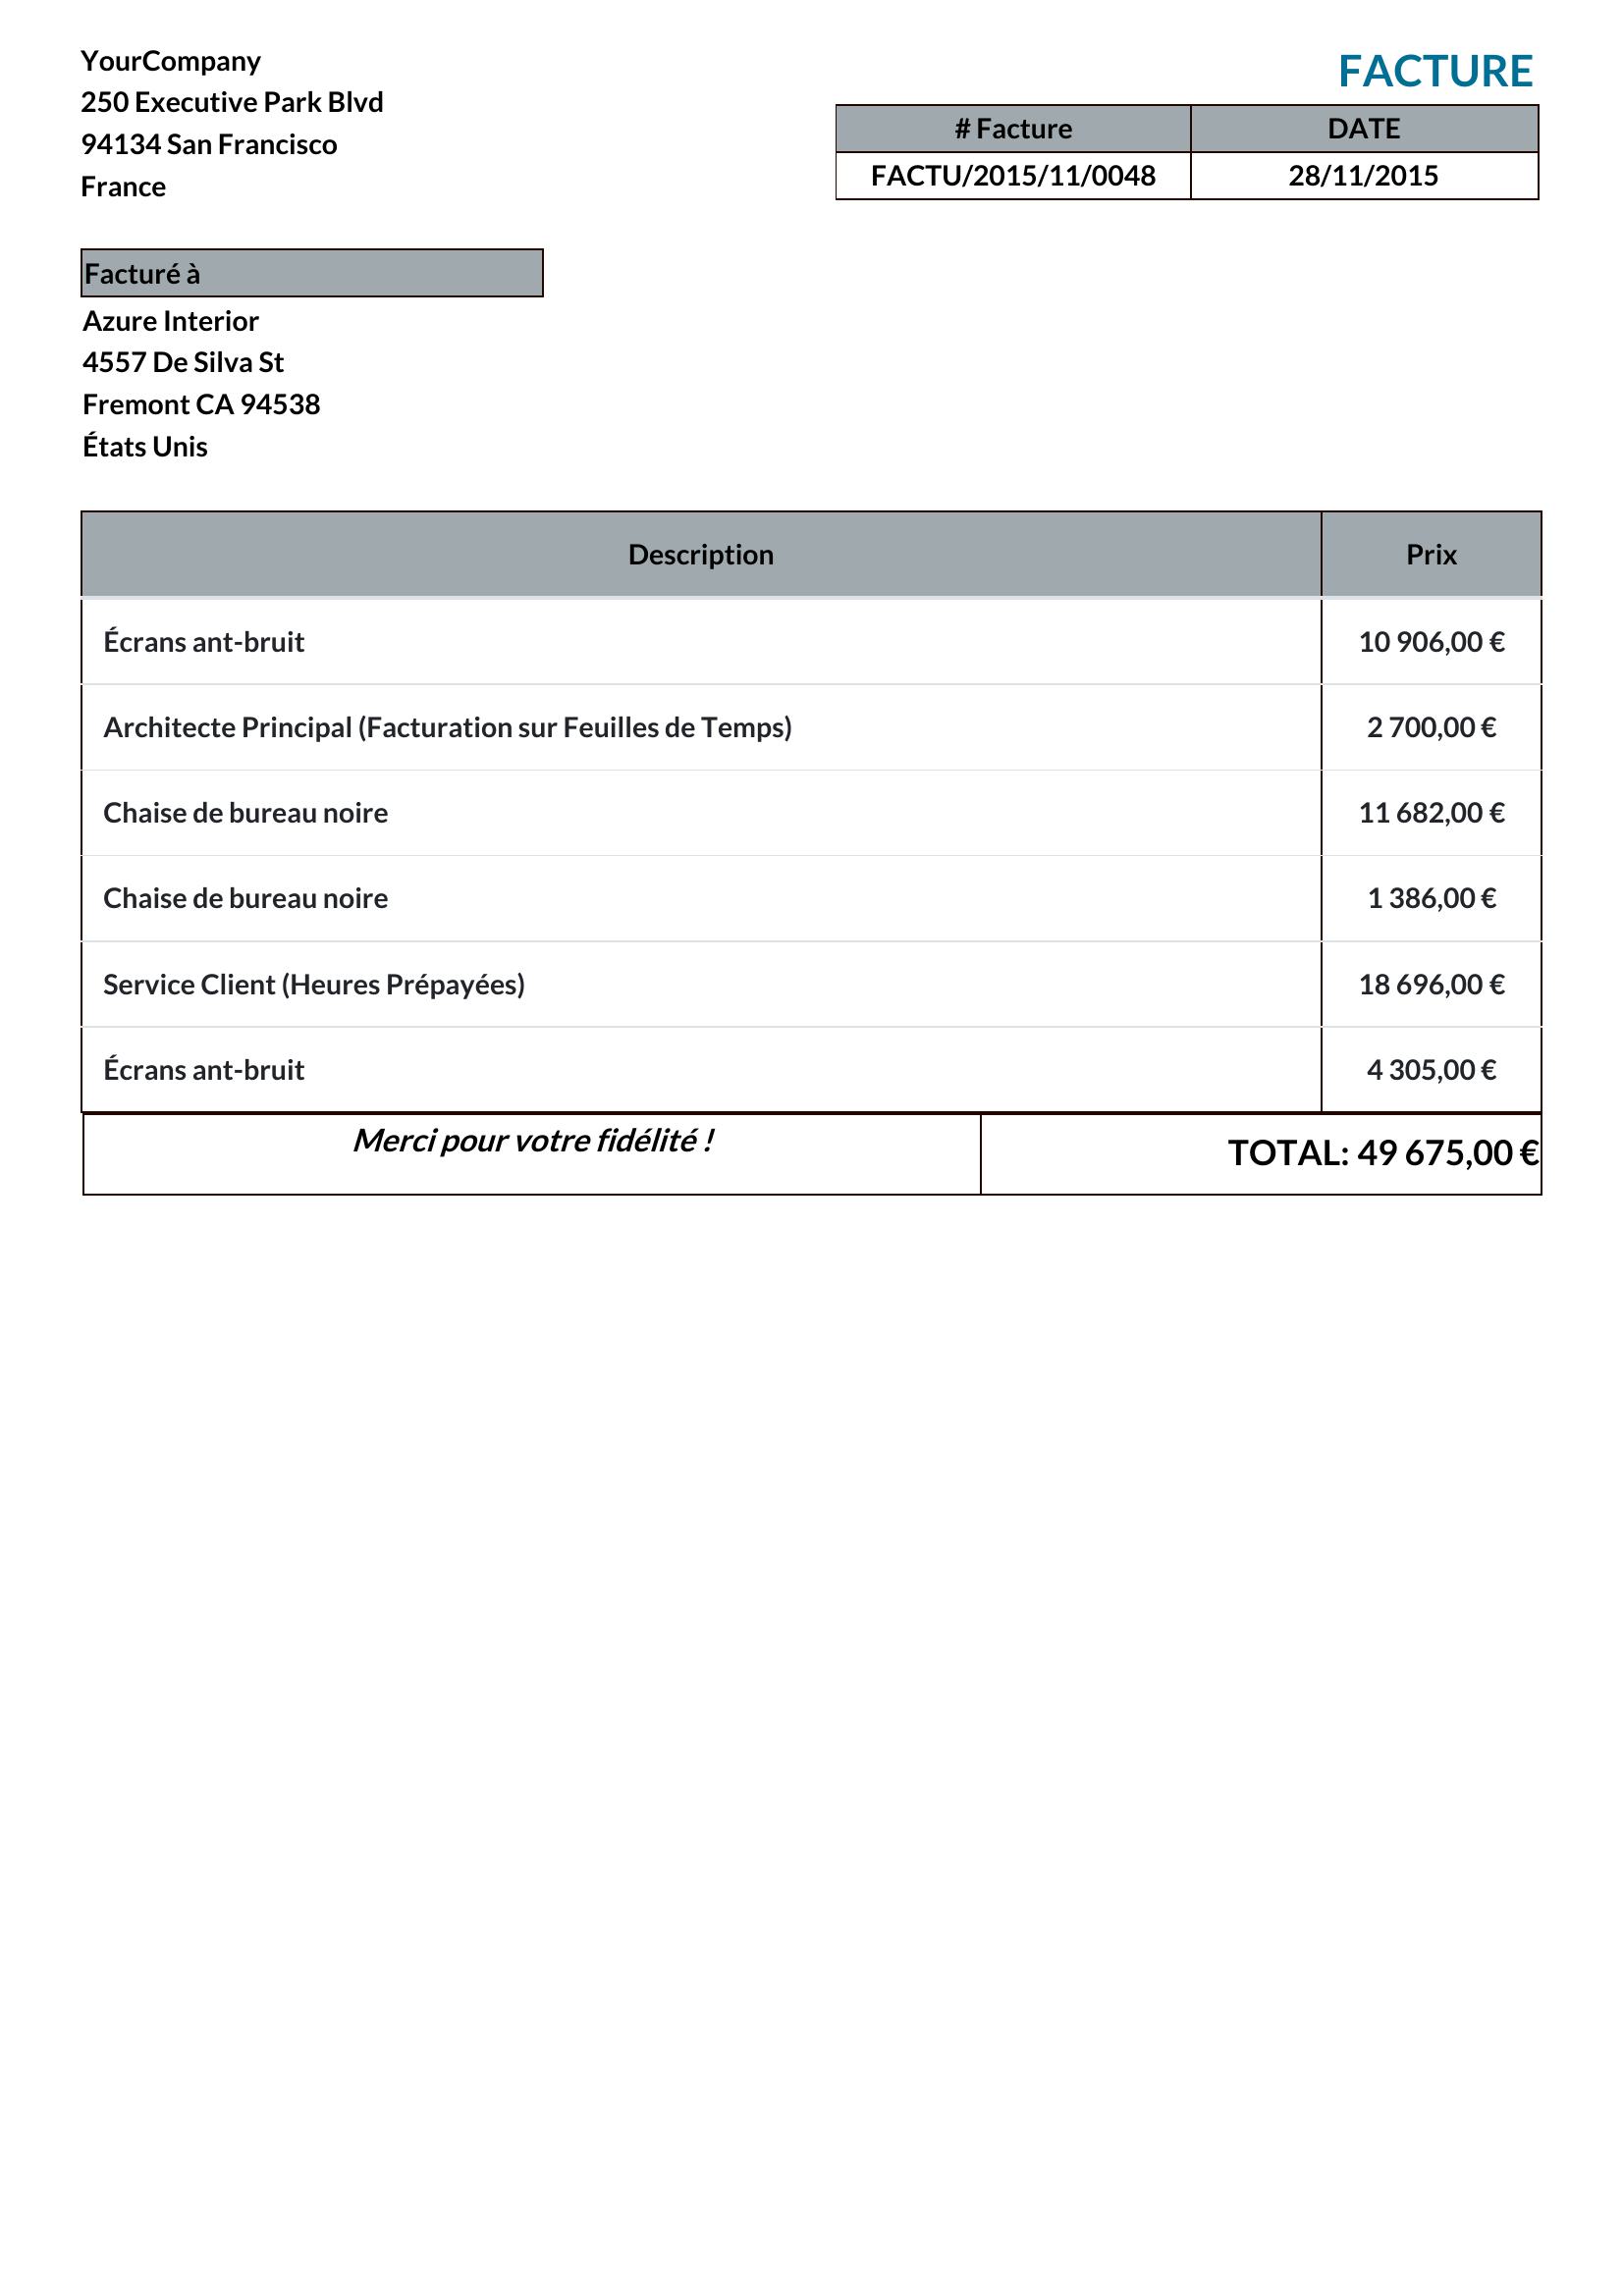 YourCompany
250 Executive Park Blvd
94134 San Francisco
France
FACTURE
# Facture DATE
FACTU/2015/11/0048 28/11/2015
Facturé à
Azure Interior
4557 De Silva St
Fremont CA 94538
États Unis
Description Prix
Écrans ant-bruit 10 906,00 €
Architecte Principal (Facturation sur Feuilles de Temps) 2 700,00 €
Chaise de bureau noire 11 682,00 €
Chaise de bureau noire 1 386,00 €
Service Client (Heures Prépayées) 18 696,00 €
Écrans ant-bruit 4 305,00 €
Merci pour votre fidélité ! TOTAL: 49 675,00 €